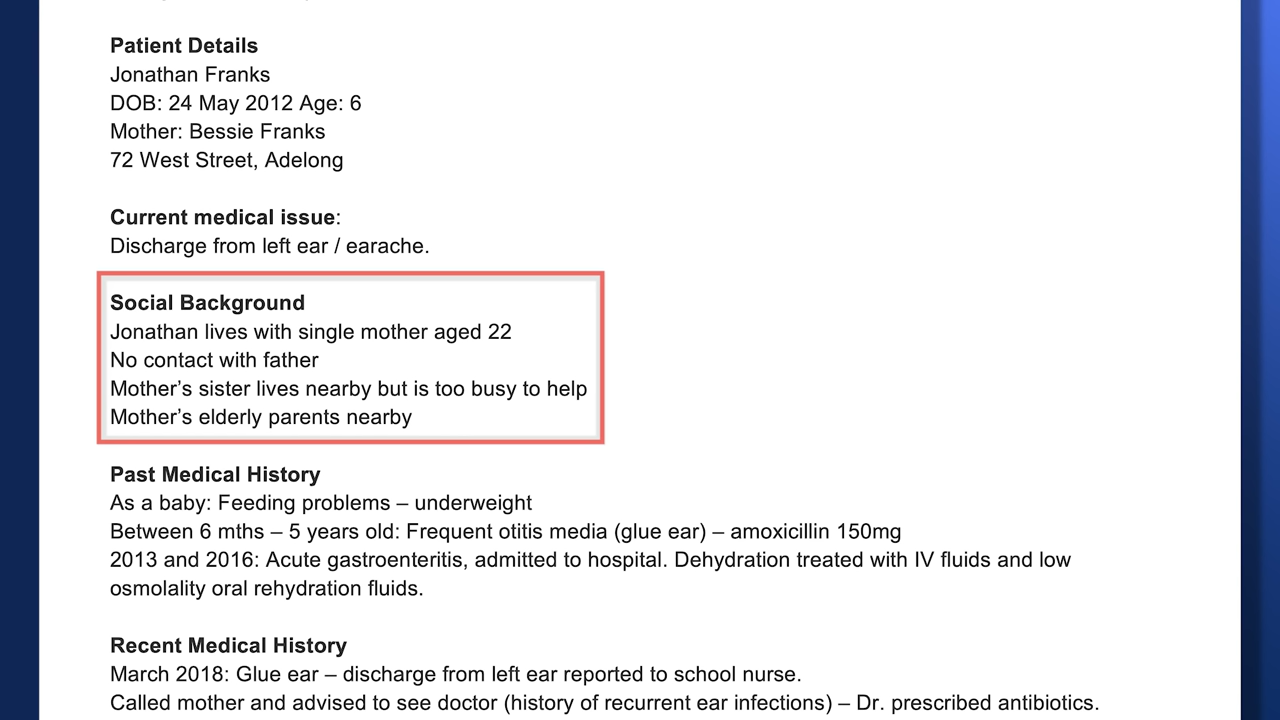 Patient Details
Jonathan Franks
DOB: 24 May 2012 Age: 6
Mother: Bessie Franks
72 West Street, Adelong
Current medical issue:
Discharge from left ear / earache.
Social Background
Jonathan lives with single mother aged 22
No contact with father
Mother’s sister lives nearby but is too busy to help
Mother’s elderly parents nearby
Past Medical History
As a baby: Feeding problems – underweight
Between 6 mths – 5 years old: Frequent otitis media (glue ear) – amoxicillin 150mg
2013 and 2016: Acute gastroenteritis, admitted to hospital. Dehydration treated with IV fluids and low
osmolality oral rehydration fluids.
Recent Medical History
March 2018: Glue ear – discharge from left ear reported to school nurse.
Called mother and advised to see doctor (history of recurrent ear infections) – Dr. prescribed antibiotics.